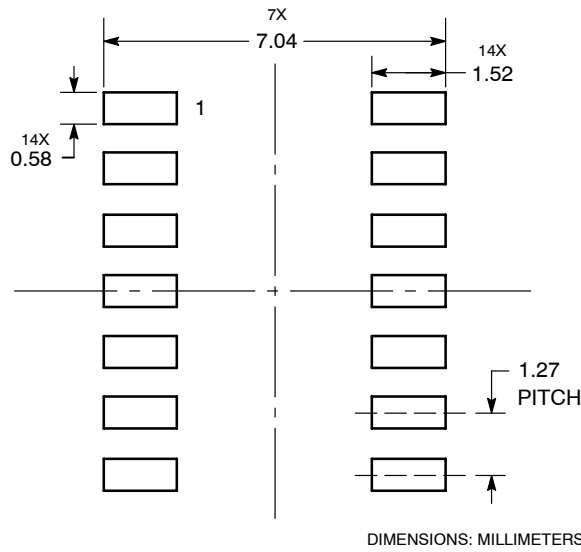 7X
7.04
14X
1.52
1
14X
0.58
1.27
PITCH
DIMENSIONS: MILLIMETERS